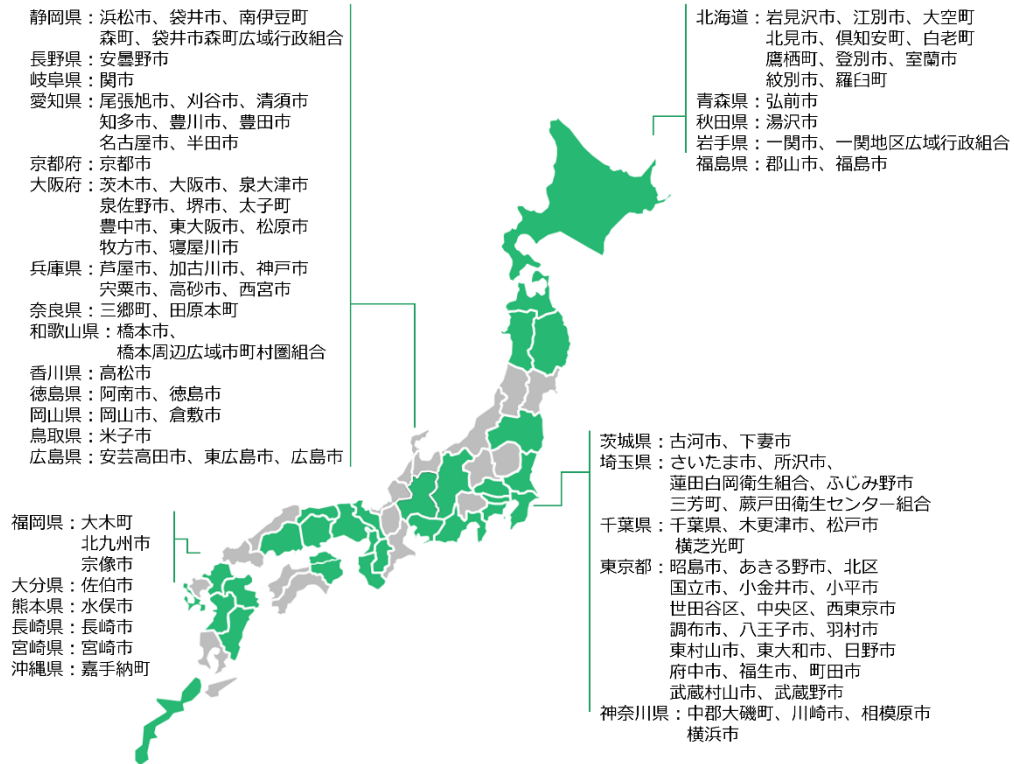 静岡県：浜松市、袋井市、南伊豆町
森町、袋井市森町広域行政組合
長野県：安曇野市
岐阜県：関市
愛知県：尾張旭市、刈谷市、清須市
知多市、豊川市、豊田市
名古屋市、半田市
京都府：京都市
大阪府：茨木市、大阪市、泉大津市
泉佐野市、堺市、太子町
豊中市、東大阪市、松原市
牧方市、寝屋川市
兵庫県：芦屋市、加古川市、神戸市
宍粟市、高砂市、西宮市
奈良県：三郷町、田原本町
和歌山県：橋本市、
橋本周辺広域市町村圏組合
香川県：高松市
徳島県：阿南市、徳島市
岡山県：岡山市、倉敷市
鳥取県：米子市
広島県：安芸高田市、東広島市、広島市
北海道：岩見沢市、江別市、大空町
北見市、倶知安町、白老町
鷹栖町、登別市、室蘭市
紋別市、羅臼町
青森県：弘前市
秋田県：湯沢市
岩手県：一関市、一関地区広域行政組合
福島県：郡山市、福島市
茨城県：古河市、下妻市
埼玉県：さいたま市、所沢市、
蓮田白岡衛生組合、ふじみ野市
三芳町、蕨戸田衛生センター組合
千葉県：千葉県、木更津市、松戸市
横芝光町
東京都：昭島市、あきる野市、北区
国立市、小金井市、小平市
世田谷区、中央区、西東京市
調布市、八王子市、羽村市
東村山市、東大和市、日野市
府中市、福生市、町田市
武蔵村山市、武蔵野市
神奈川県：中郡大磯町、川崎市、相模原市
横浜市
福岡県：大木町
北九州市
宗像市
大分県：佐伯市
熊本県：水俣市
長崎県：長崎市
宮崎県：宮崎市
沖縄県：嘉手納町